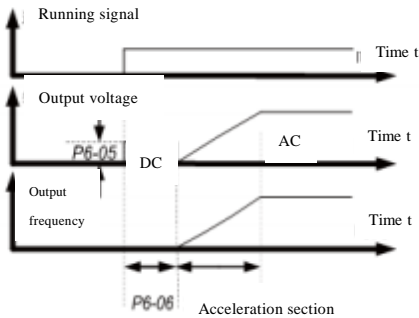 Running signal
Time t
Output voltage
Time t
P6-05
DC
AC
Output
frequency
Time t
P6-06
Acceleration section